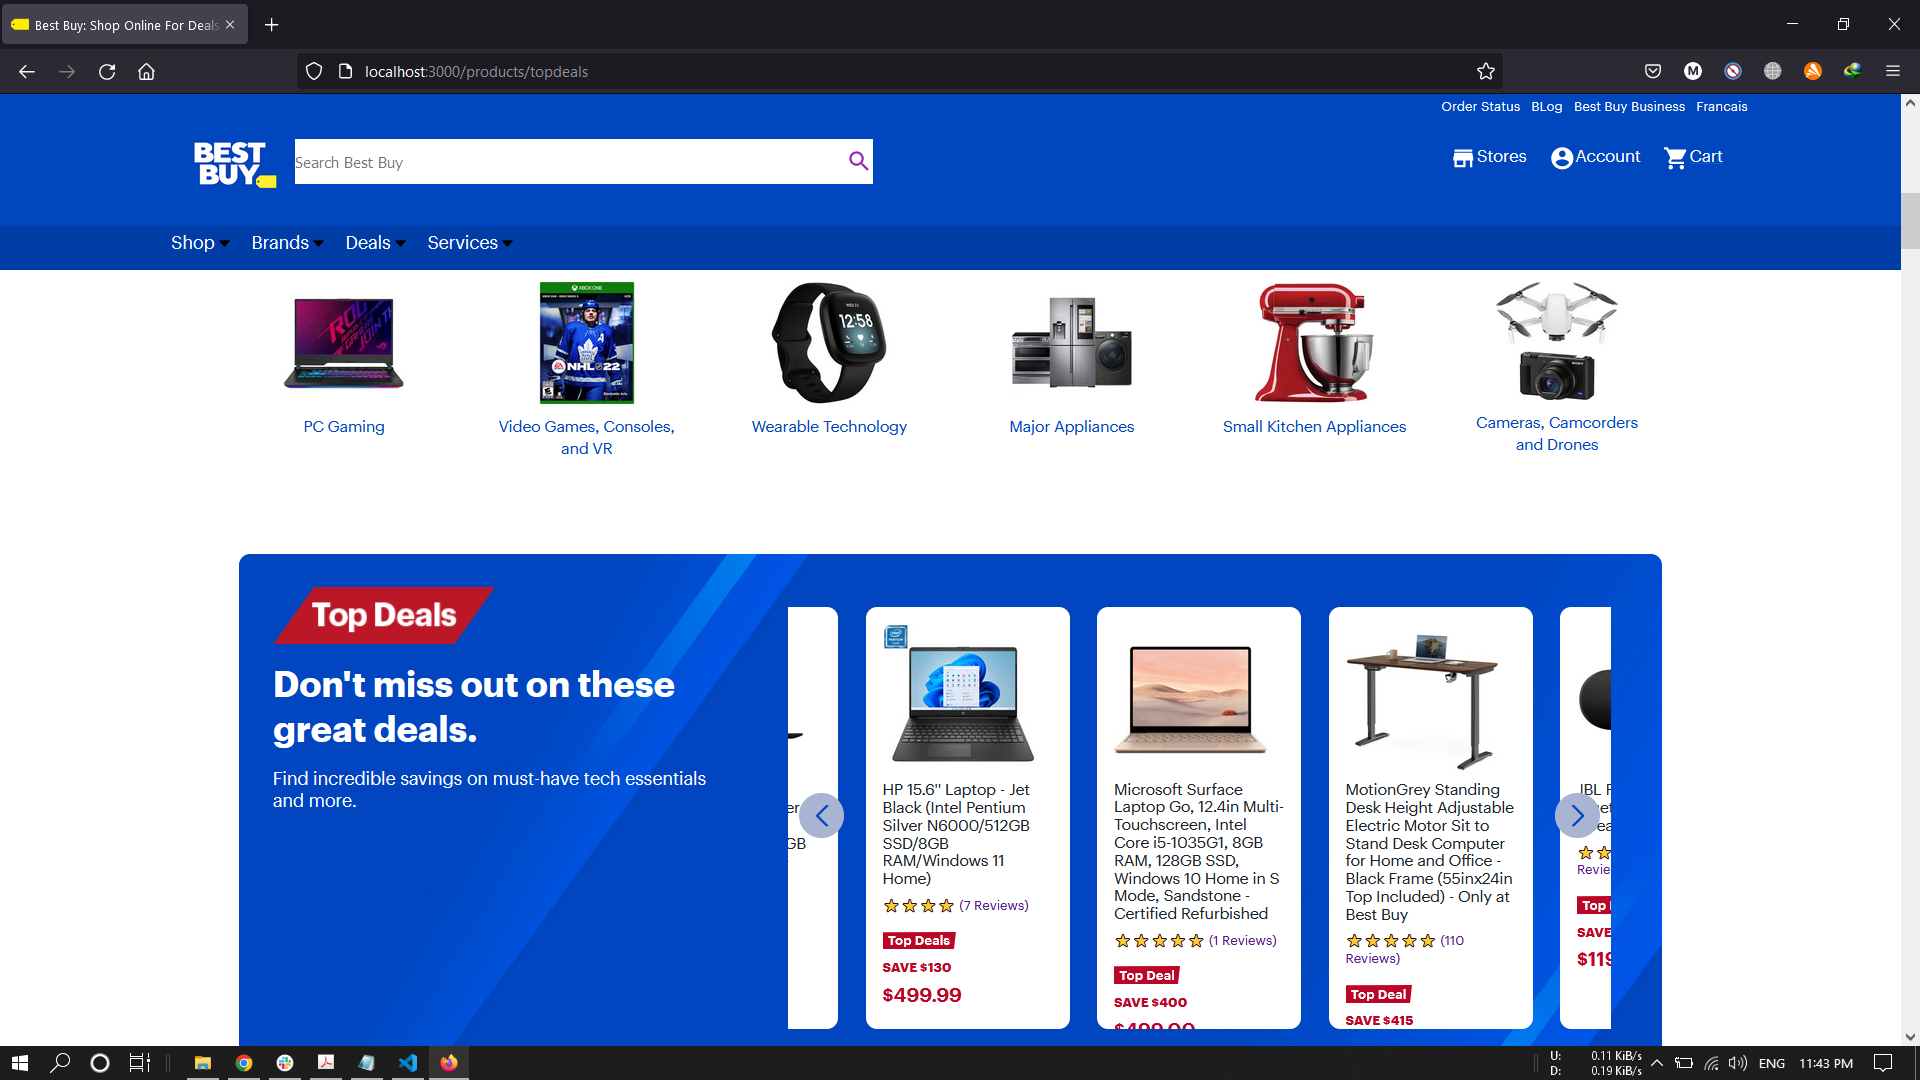 Best Buy: Shop Online For Deals
localhost:3000/products/topdeals
Order Status BLog Best Buy Business Francais
BEST
BUY
Search Best Buy
Stores Account Cart
Shop Brands Deals Services
12:58
NHL 22
PC Gaming
Video Games, Consoles,
and VR
Wearable Technology
Major Appliances
Small Kitchen Appliances
Cameras, Camcorders
and Drones
Top Deals
Don't miss out on these
great deals.
Find incredible savings on must-have tech essentials
and more.
er
GB
HP 15.6" Laptop - Jet
Black (Intel Pentium
Silver N6000/512GB
SSD/8GB
RAM/Windows 11
Home)
(7 Reviews)
Top Deals
SAVE $130
$499.99
Microsoft Surface
Laptop Go, 12.4in Multi-
Touchscreen, Intel
Core i5-1035G1, 8GB
RAM, 128GB SSD,
Windows 10 Home in S
Mode, Sandstone -
Certified Refurbished
(1 Reviews)
Top Deal
SAVE $400
MotionGrey Standing
Desk Height Adjustable
Electric Motor Sit to
Stand Desk Computer
for Home and Office -
Black Frame (55inx24in
Top Included) - Only at
Best Buy
(110
Reviews)
Top Deal
SAVE $415
JBL
Revie
Top
SAVE
$119
U: 0.11 KiB/s
D: 0.19 KiB/s
ENG 11:43 PM